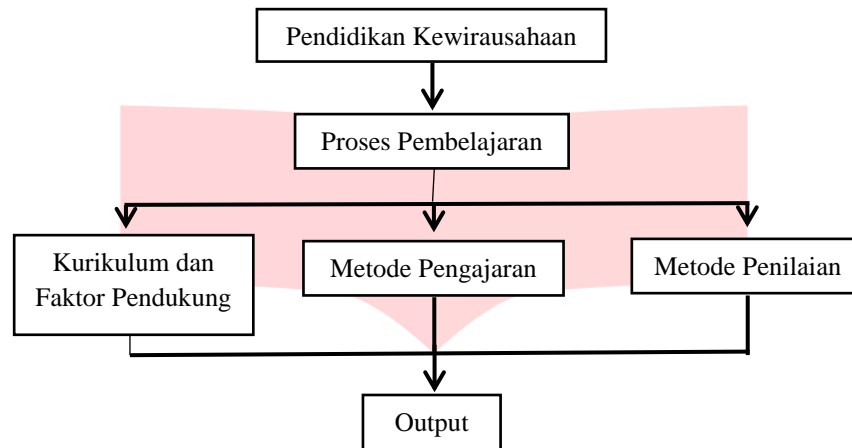 Pendidikan Kewirausahaan
Proses Pembelajaran
Kurikulum dan
Faktor Pendukung
Metode Pengajaran
Metode Penilaian
Output